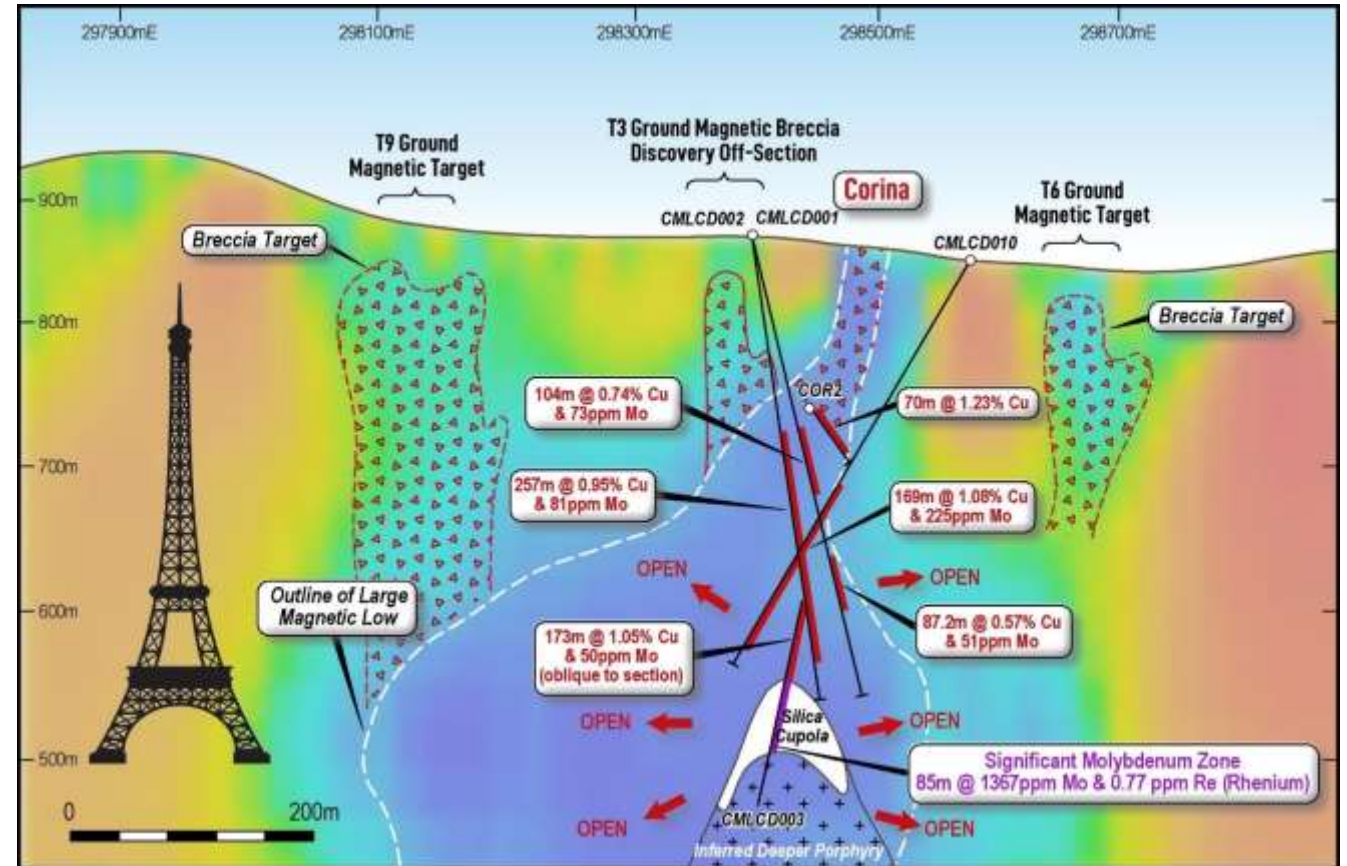 297900mE
298100mE
298300mE
298500mE
298700mE
T9 Ground
Magnetic Target
T3 Ground Magnetic Breccia
Discovery Off-Section
Corina
T6 Ground
Magnetic Target
900m
CMLCD002
CMLCD001
CMLCD010
Breccia Target
800m
Breccia Target
COR2
104m @ 0.74% Cu
& 73ppm Mo
70m @ 1.23% Cu
700m
257m @ 0.95% Cu
& 81ppm Mo
169m @ 1.08% Cu
& 225ppm Mo
OPEN
OPEN
Outline of Large
Magnetic Low
600m
87.2m @ 0.57% Cu
& 51ppm Mo
173m @ 1.05% Cu
& 50ppm Mo
(oblique to section)
OPEN
Silica
Cupola
OPEN
500m
Significant Molybdenum Zone
85m @ 1367ppm Mo & 0.77 ppm Re (Rhenium)
0
200m
OPEN
CMLCD003
OPEN
Inferred Deeper Porphyry